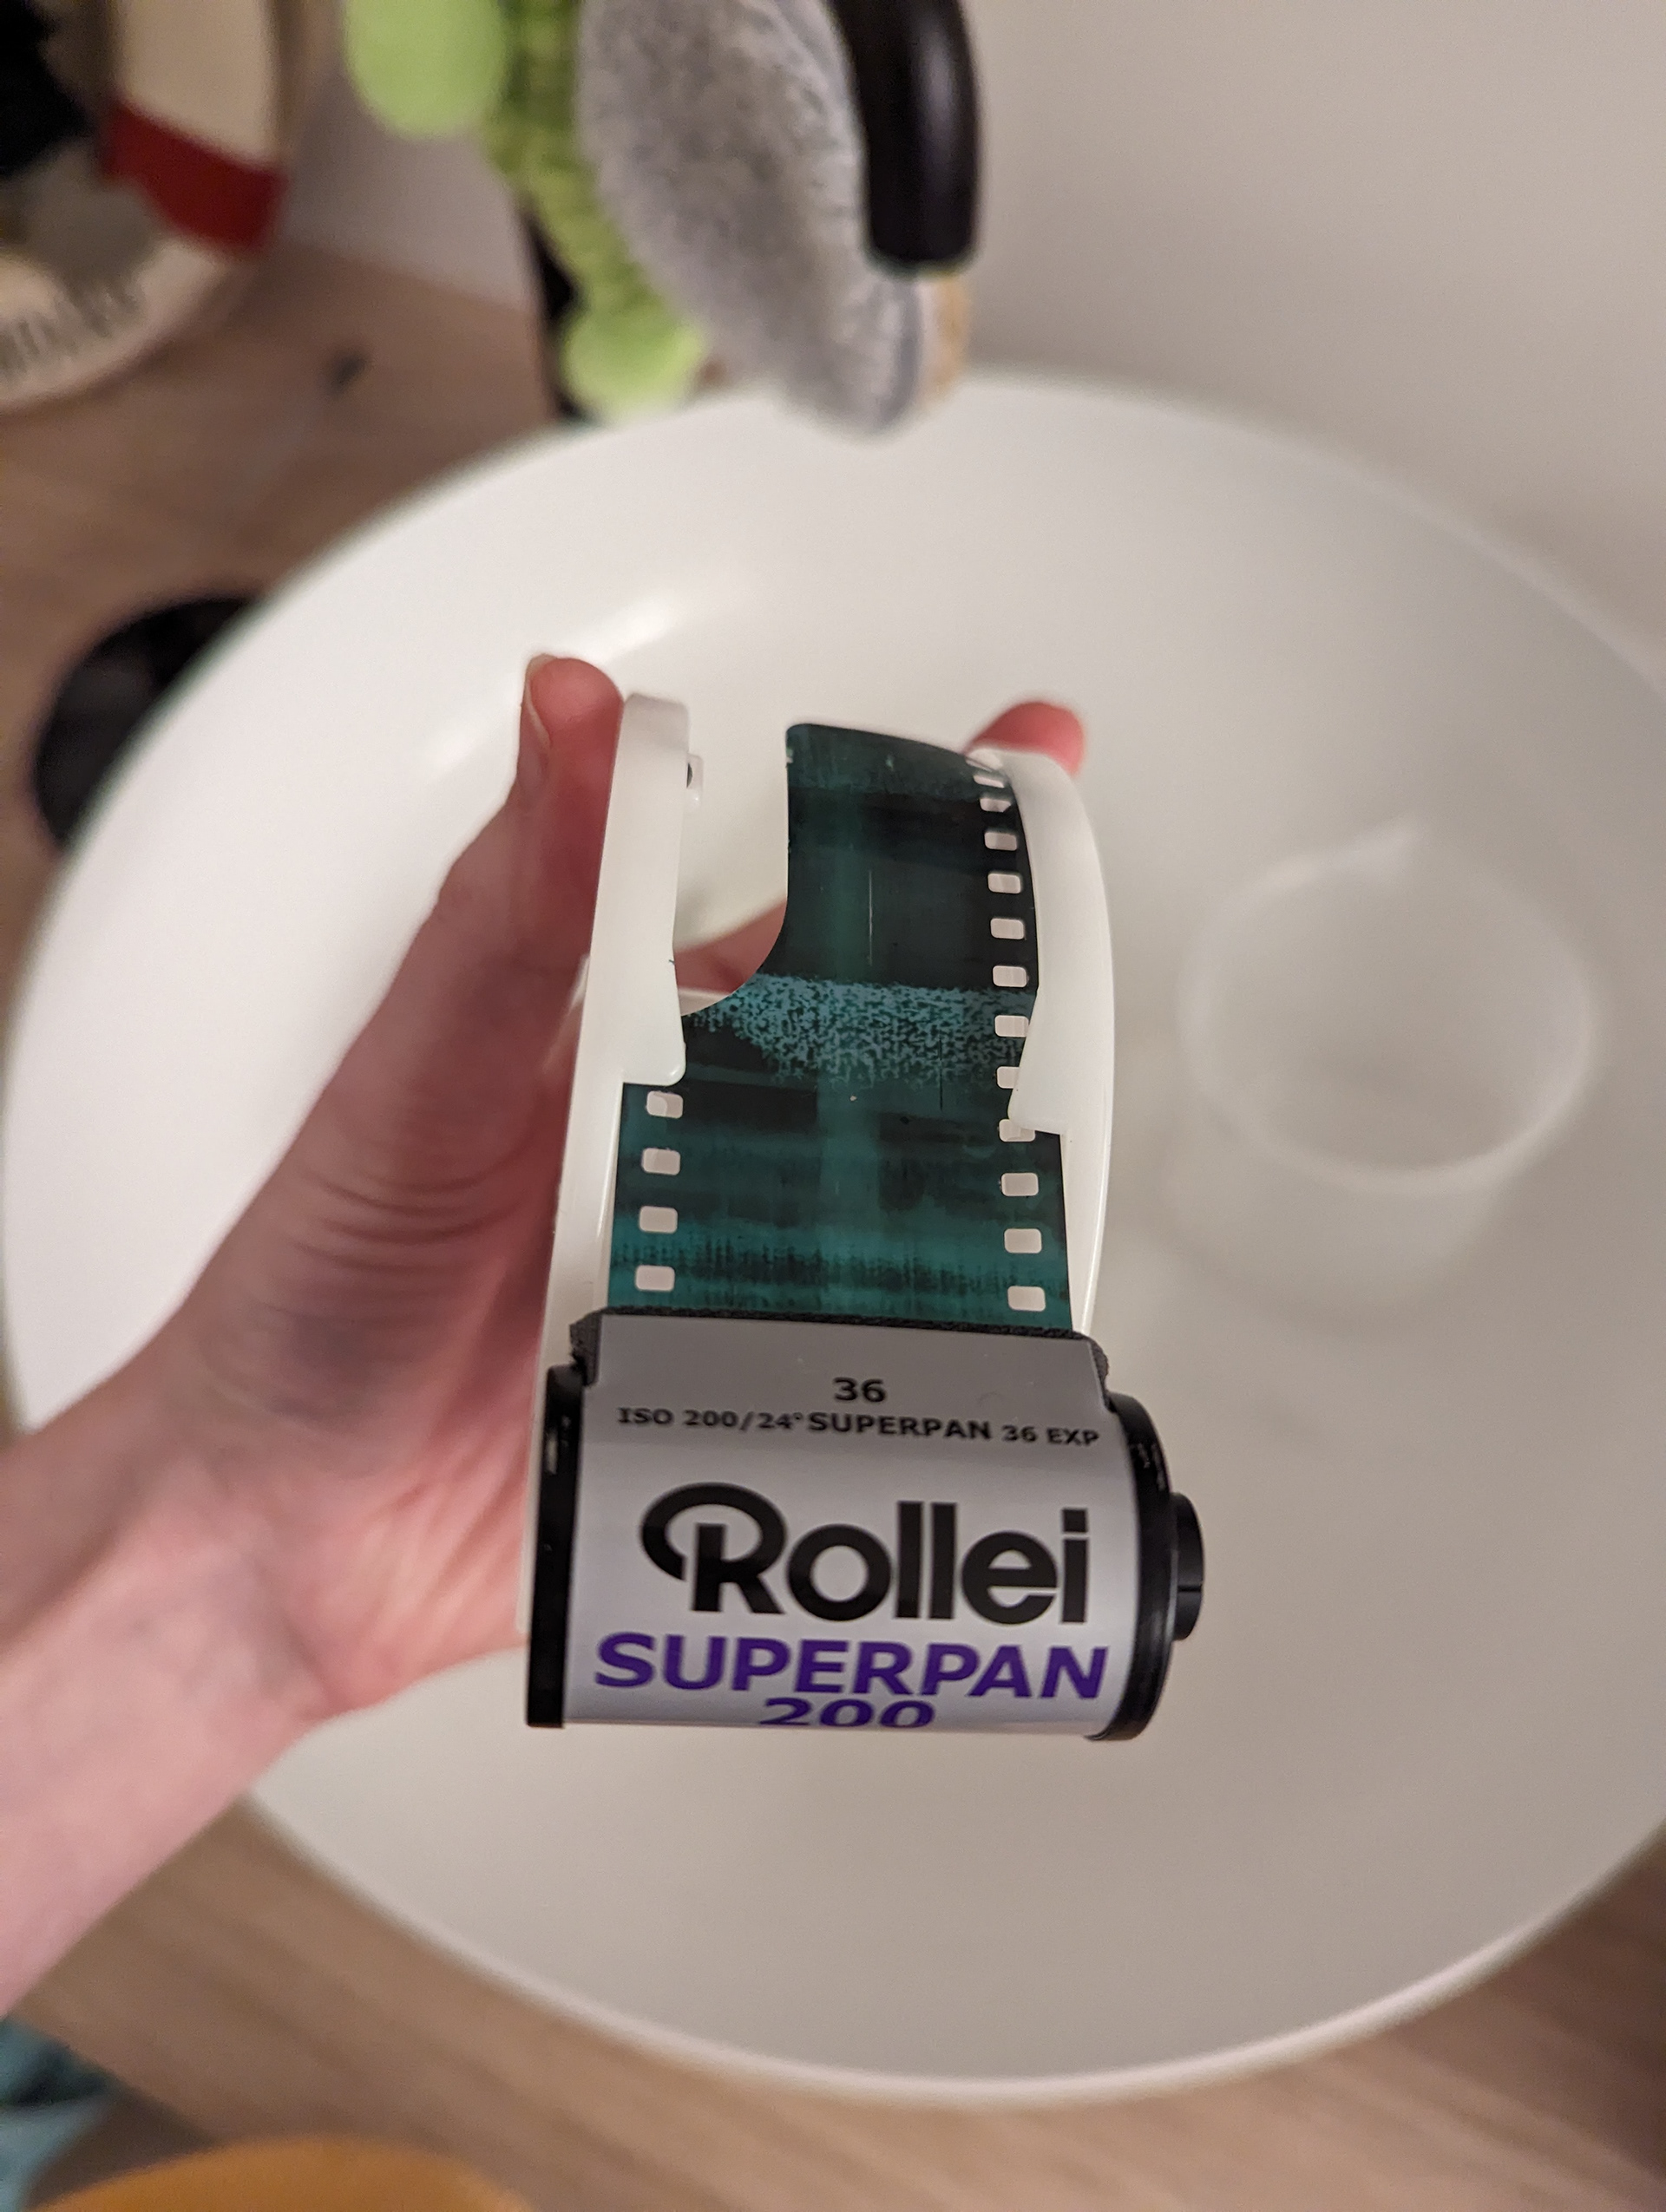 36
ISO 200/24° SUPERPAN 36 EXP
Rollei
SUPERPAN
200